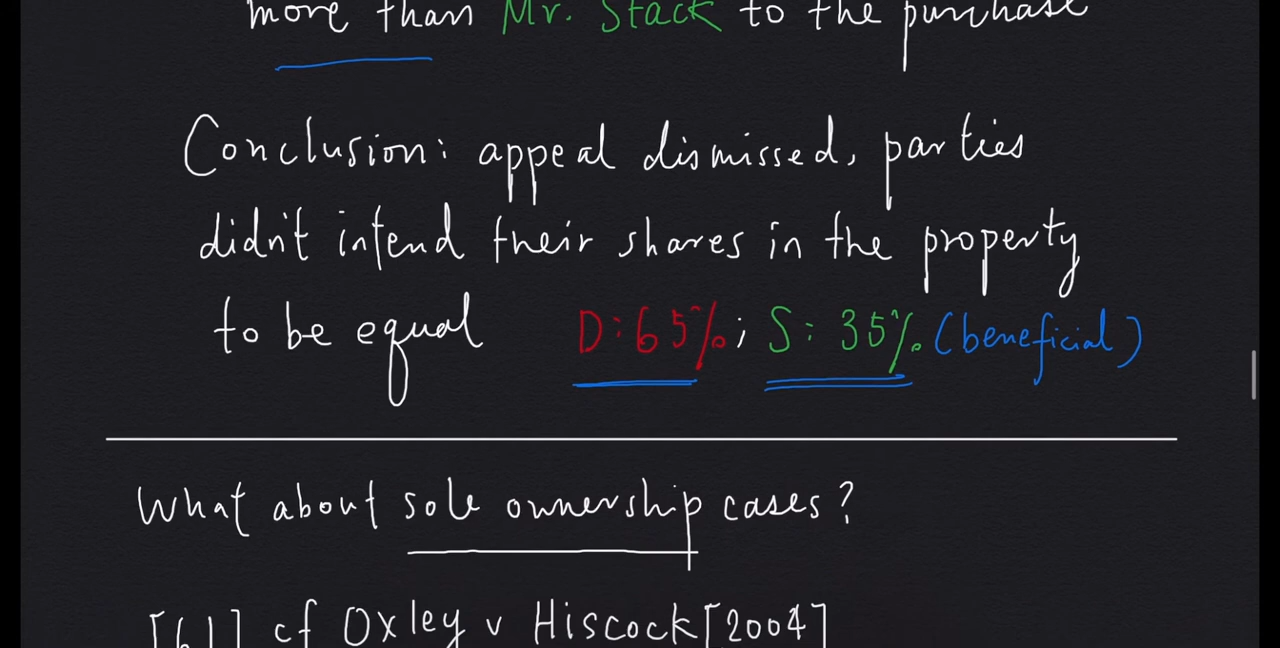 more than Mr. Stack to the purchase
Conclusion: appeal dismissed, parties
didn't intend their shares in the property
to be equal D: 65%; S: 35% (beneficial)
What about sole ownership cases?
[61] cf Oxley v Hiscock [2004]